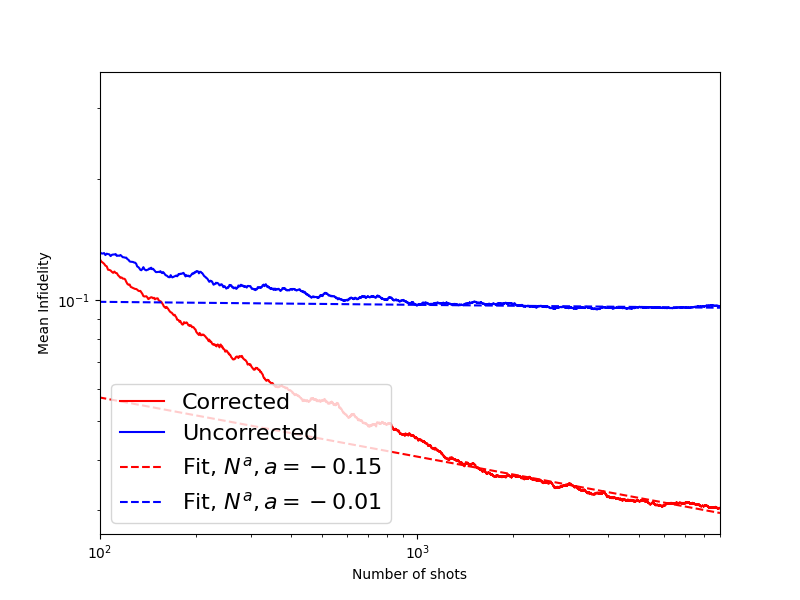 Mean Infidelity
10⁻¹
Corrected
Uncorrected
Fit, Nᵃ, a = −0.15
Fit, Nᵃ, a = −0.01
10² 10³
Number of shots